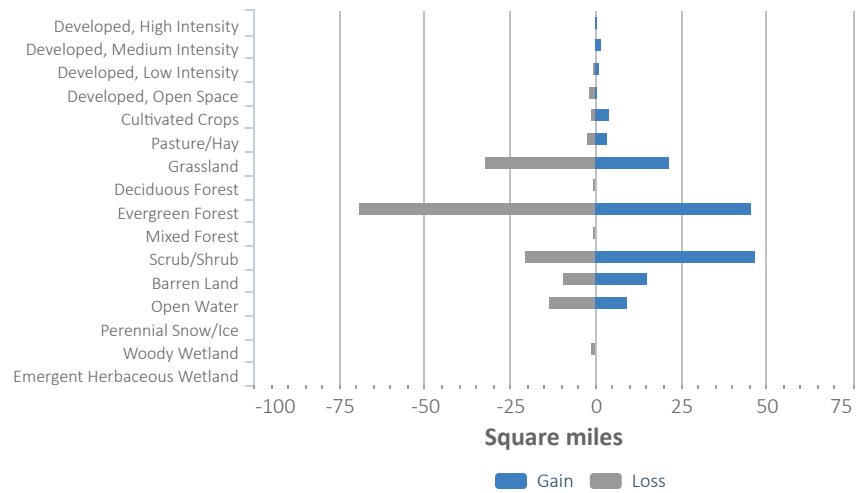 Developed, High Intensity
Developed, Medium Intensity
Developed, Low Intensity
Developed, Open Space
Cultivated Crops
Pasture/Hay
Grassland
Deciduous Forest
Evergreen Forest
Mixed Forest
Scrub/Shrub
Barren Land
Open Water
Perennial Snow/Ice
Woody Wetland
Emergent Herbaceous Wetland
-100 -75 -50 -25 0 25 50 75
Square miles
Gain Loss